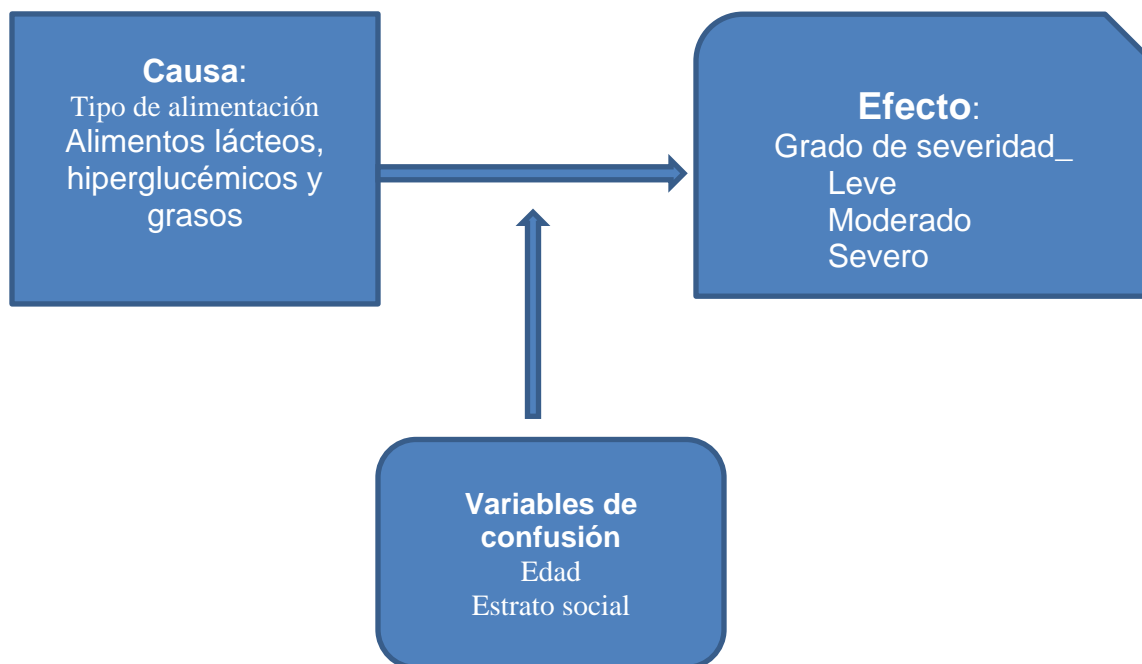 Causa:
Tipo de alimentación
Alimentos lácteos,
hiperglucémicos y
grasos
Efecto:
Grado de severidad_
Leve
Moderado
Severo
Variables de
confusión
Edad
Estrato social